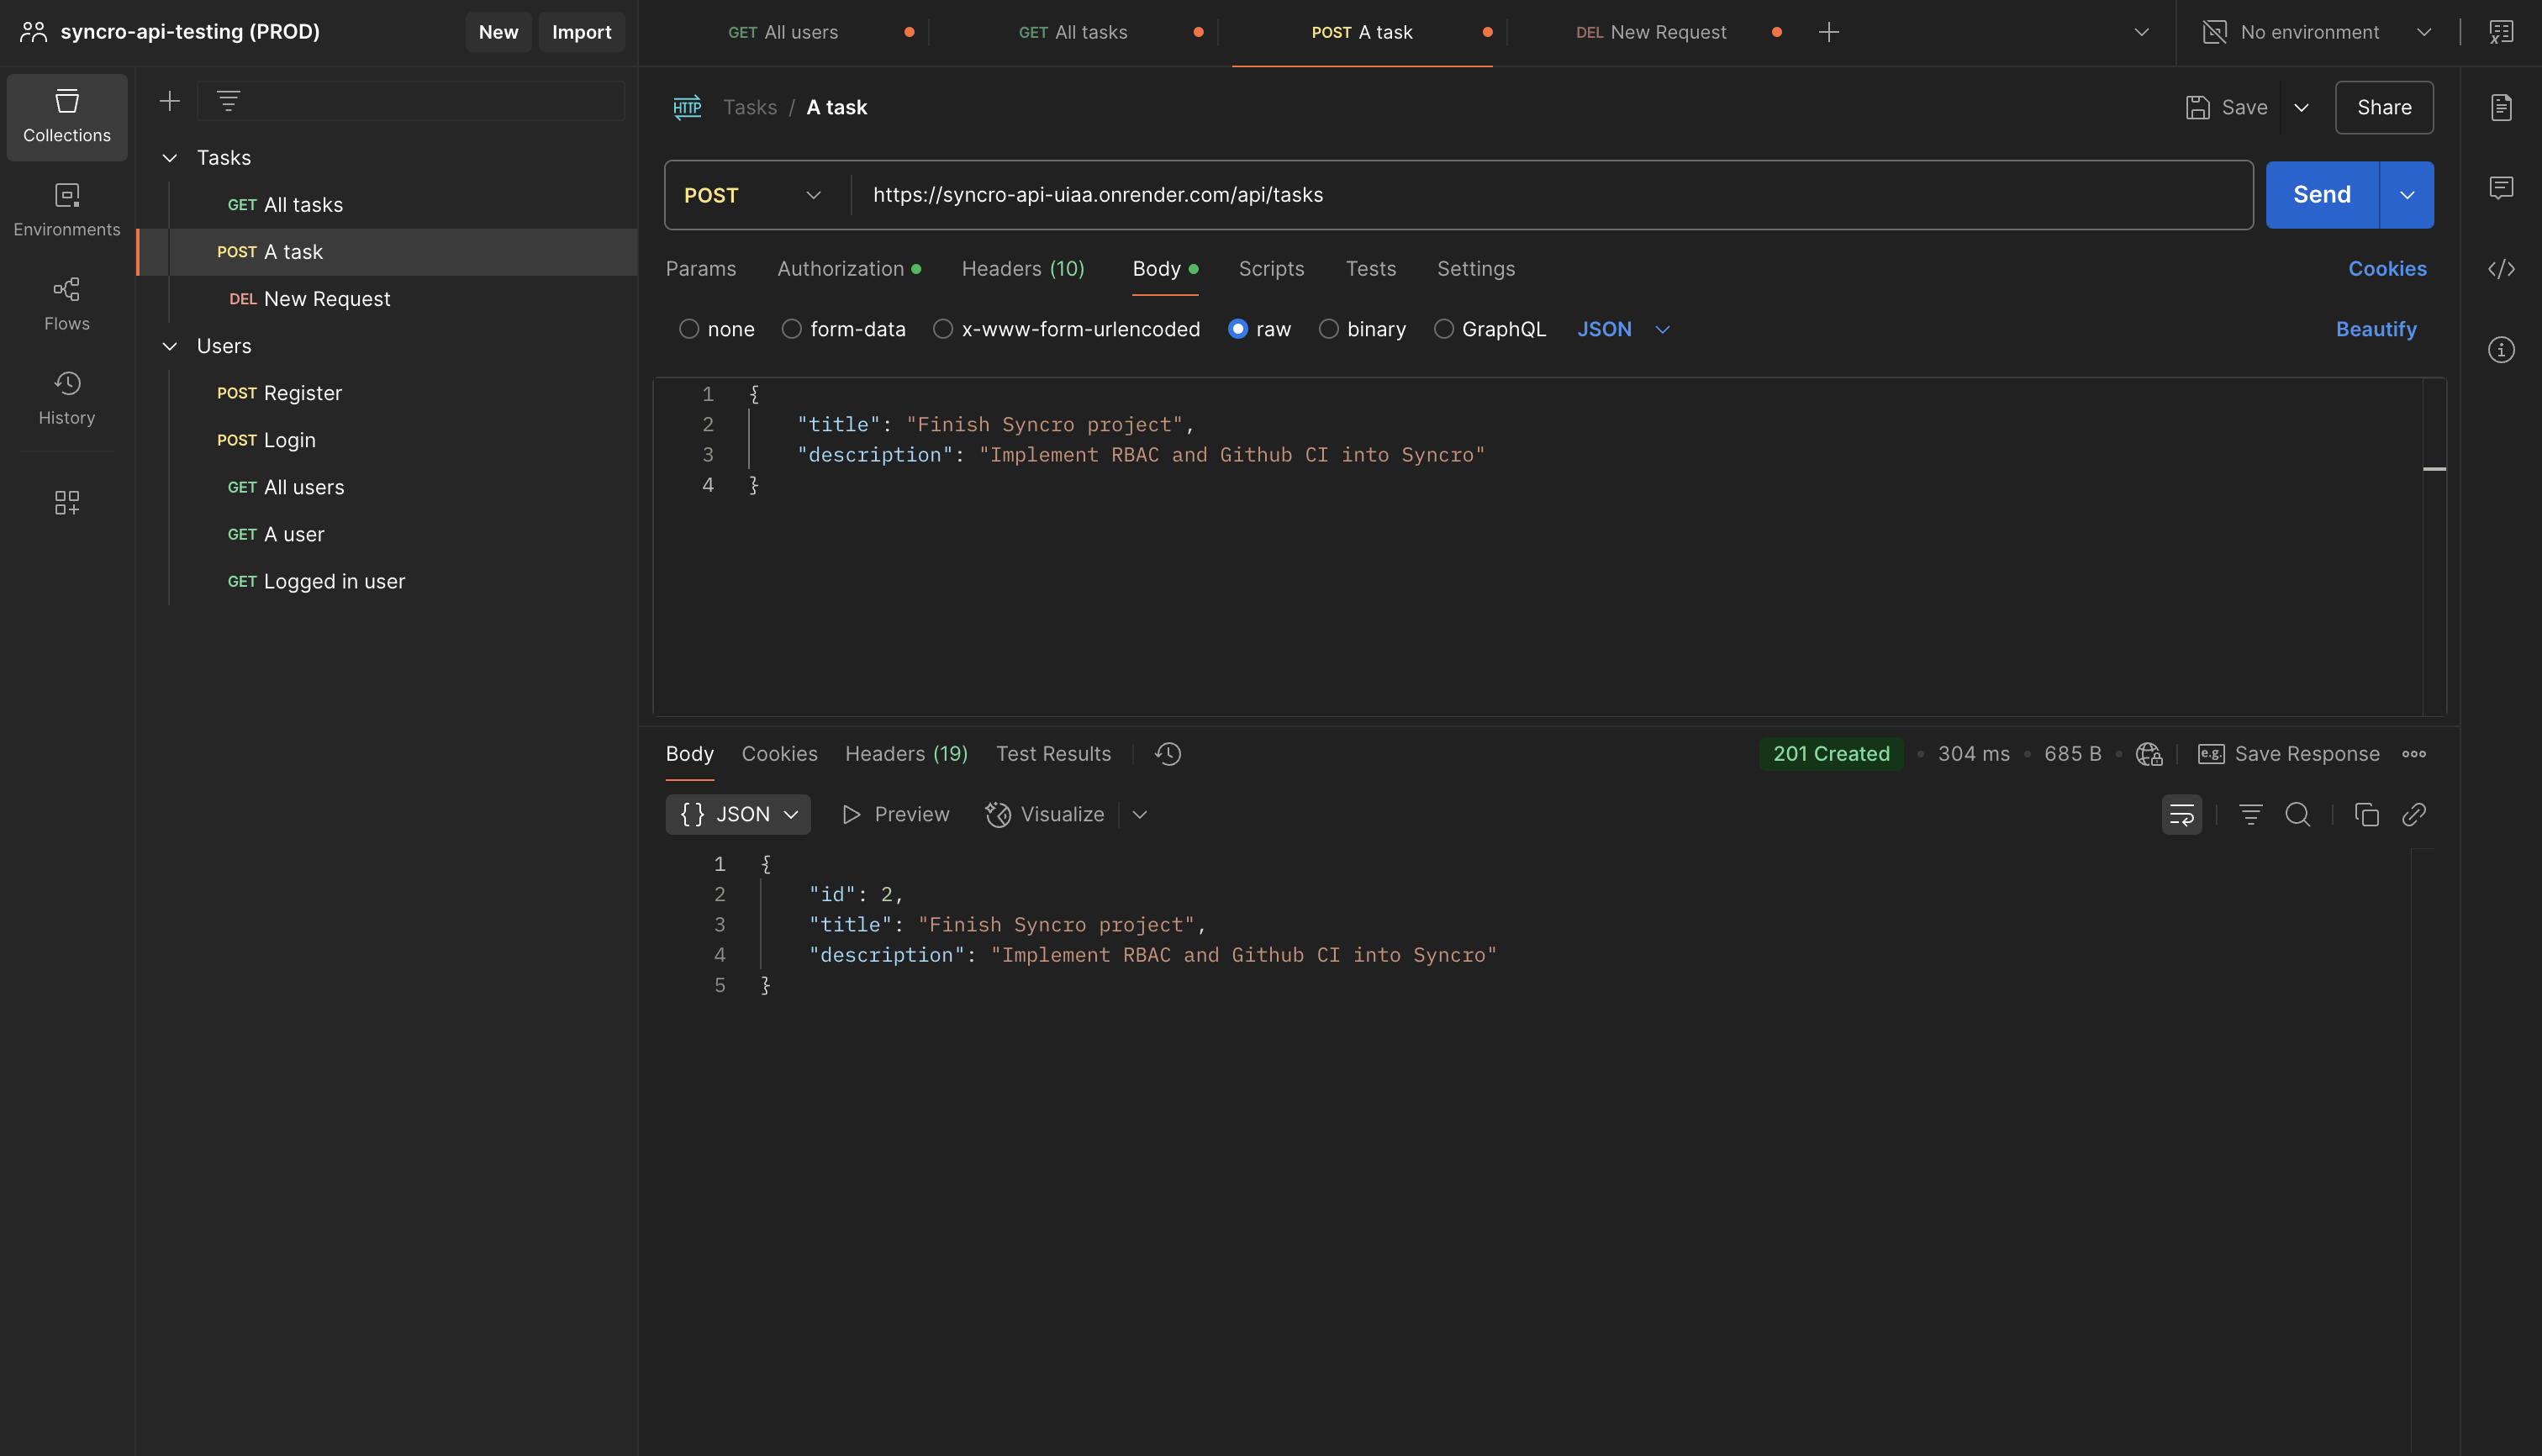 syncro-api-testing (PROD)
New
Import
GET All users
GET All tasks
POST A task
DEL New Request
No environment
Collections
Environments
Flows
History
Tasks
GET All tasks
POST A task
DEL New Request
Users
POST Register
POST Login
GET All users
GET A user
GET Logged in user
HTTP Tasks / A task
Save
Share
POST
https://syncro-api-uiaa.onrender.com/api/tasks
Send
Params
Authorization
Headers (10)
Body
Scripts
Tests
Settings
Cookies
none
form-data
x-www-form-urlencoded
raw
binary
GraphQL
JSON
Beautify
1 {
2 "title": "Finish Syncro project",
3 "description": "Implement RBAC and Github CI into Syncro"
4 }
Body
Cookies
Headers (19)
Test Results
201 Created
304 ms
685 B
e.g. Save Response
{} JSON
Preview
Visualize
1 {
2 "id": 2,
3 "title": "Finish Syncro project",
4 "description": "Implement RBAC and Github CI into Syncro"
5 }